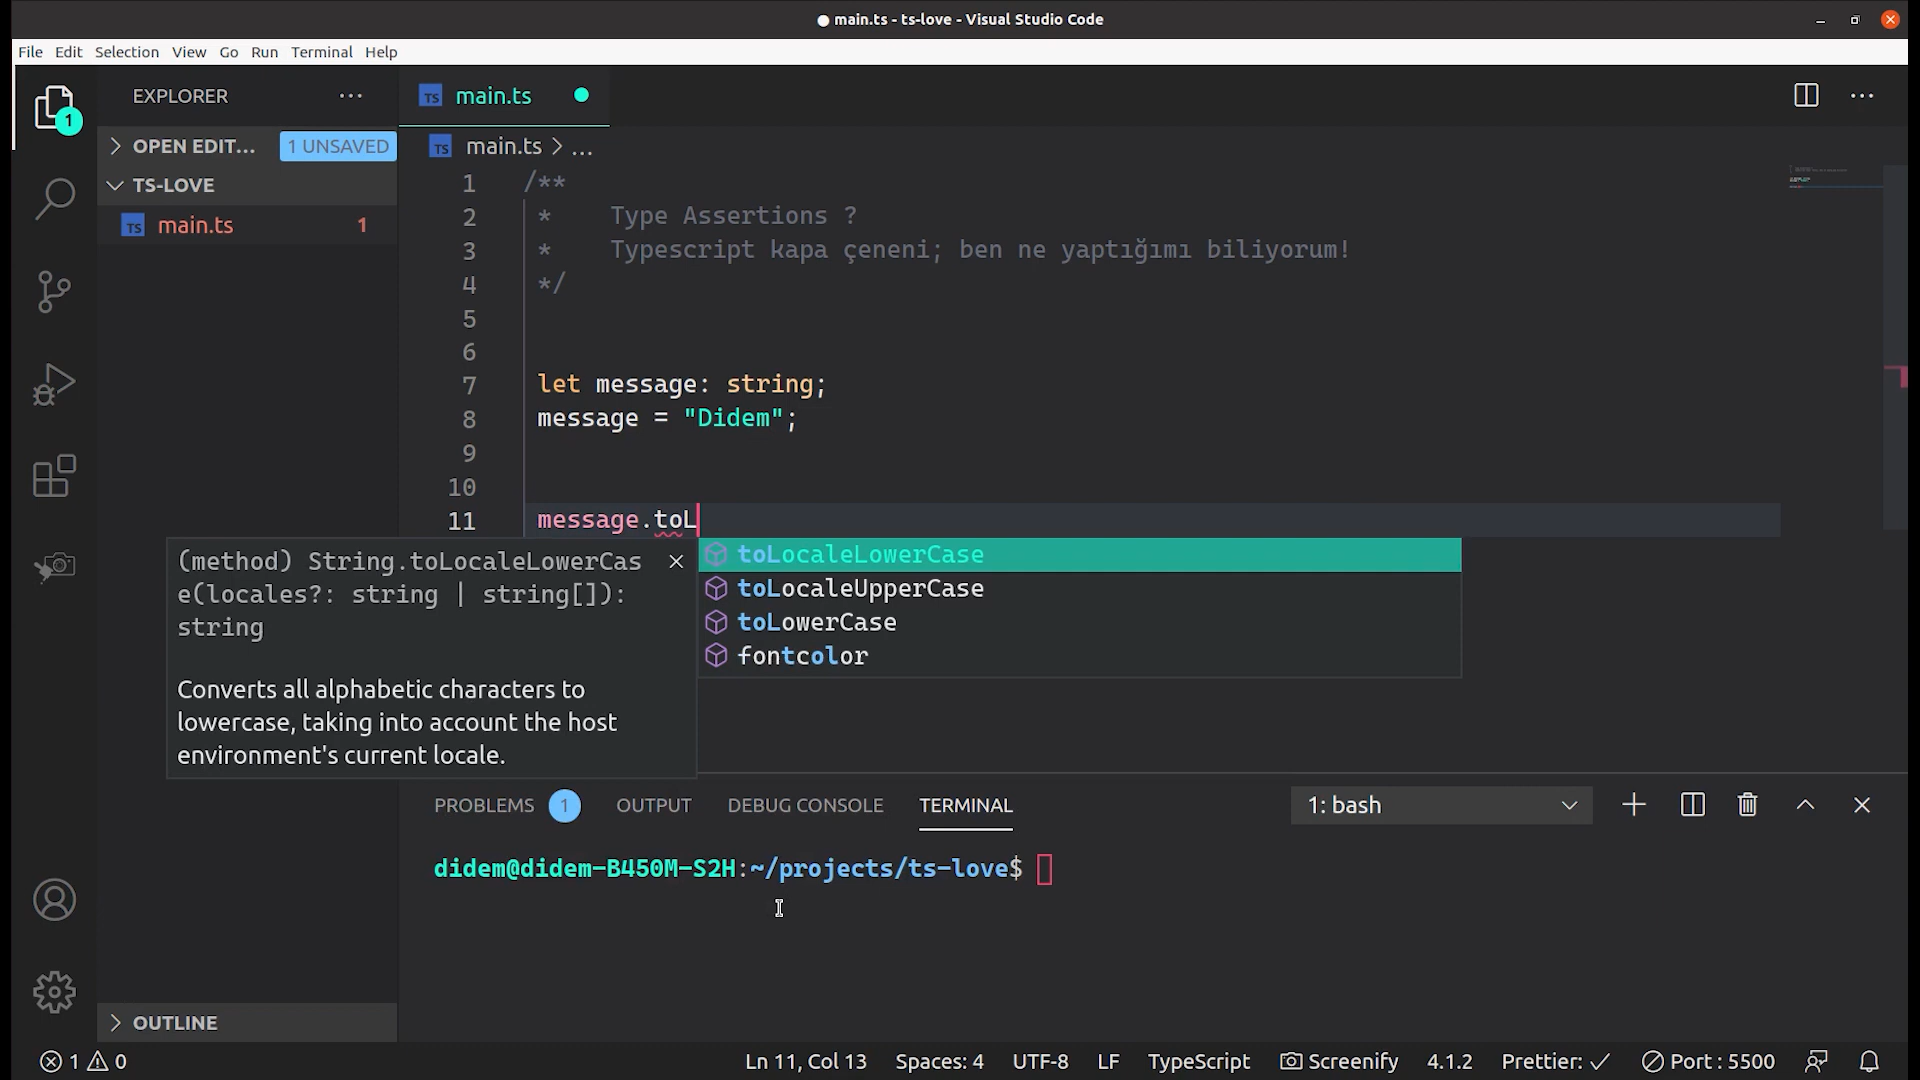 ● main.ts - ts-love - Visual Studio Code
File Edit Selection View Go Run Terminal Help
1
EXPLORER ···
OPEN EDIT... 1 UNSAVED
TS-LOVE
TS main.ts 1
OUTLINE
TS main.ts ●
TS main.ts > ...
1 /**
2 * Type Assertions ?
3 * Typescript kapa çeneni; ben ne yaptığımı biliyorum!
4 */
5
6
7 let message: string;
8 message = "Didem";
9
10
11 message.toL
toLocaleLowerCase
toLocaleUpperCase
toLowerCase
fontcolor
(method) String.toLocaleLowerCas
e(locales?: string | string[]):
string
Converts all alphabetic characters to
lowercase, taking into account the host
environment's current locale.
PROBLEMS 1 OUTPUT DEBUG CONSOLE TERMINAL 1: bash
didem@didem-B450M-S2H:~/projects/ts-love$
1 0 Ln 11, Col 13 Spaces: 4 UTF-8 LF TypeScript Screenify 4.1.2 Prettier: ✓ Port : 5500